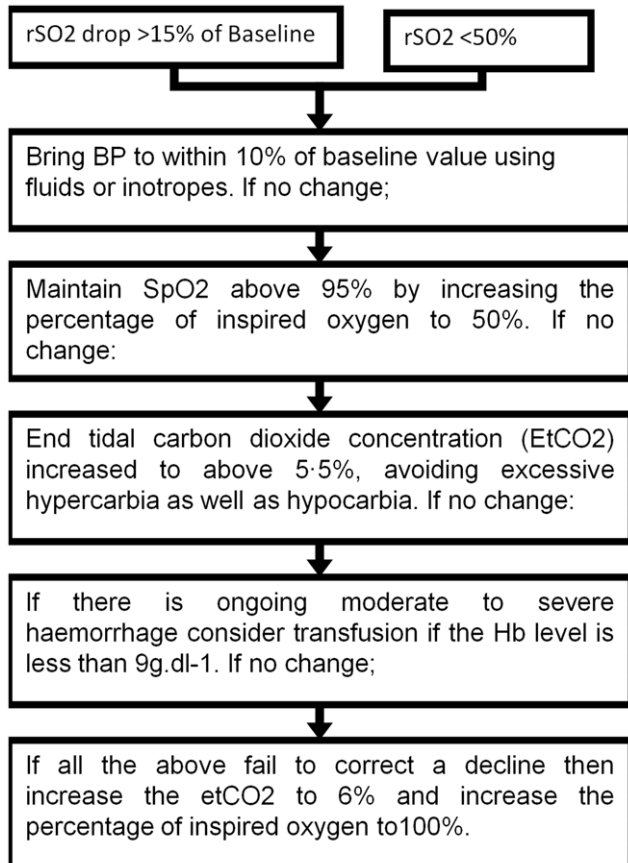 rSO2 drop >15% of Baseline
rSO2 <50%
Bring BP to within 10% of baseline value using
fluids or inotropes. If no change;
Maintain SpO2 above 95% by increasing the
percentage of inspired oxygen to 50%. If no
change:
End tidal carbon dioxide concentration (EtCO2)
increased to above 5·5%, avoiding excessive
hypercarbia as well as hypocarbia. If no change:
If there is ongoing moderate to severe
haemorrhage consider transfusion if the Hb level is
less than 9g.dl-1. If no change;
If all the above fail to correct a decline then
increase the etCO2 to 6% and increase the
percentage of inspired oxygen to100%.